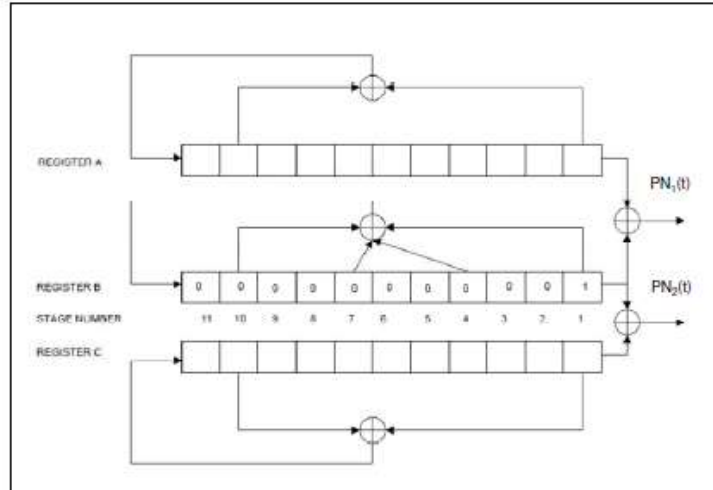 REGISTER A
PN₁(t)
REGISTER B 0 0 0 0 0 0 0 0 0 0 1
PN₂(t)
STAGE NUMBER 11 10 9 8 7 6 5 4 3 2 1
REGISTER C